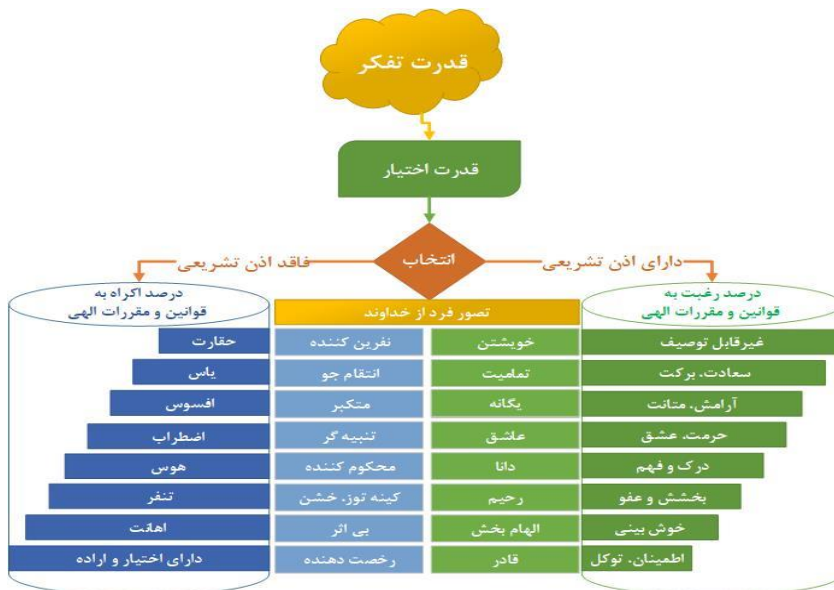 قدرت تفکر
قدرت اختیار
انتخاب
دارای اذن تشریعی
فاقد اذن تشریعی
درصد رغبت به
قوانین و مقررات الهی
تصور فرد از خداوند
درصد اکراه به
قوانین و مقررات الهی
غیرقابل توصیف
خویشتن
نفرین کننده
حقارت
سعادت. برکت
تمامیت
انتقام جو
یاس
آرامش. متانت
یگانه
متکبر
افسوس
حرمت. عشق
عاشق
تنبیه گر
اضطراب
درک و فهم
دانا
محکوم کننده
هوس
بخشش و عفو
رحیم
کینه توز. خشن
تنفر
خوش بینی
الهام بخش
بی اثر
اهانت
اطمینان. توکل
قادر
رخصت دهنده
دارای اختیار و اراده